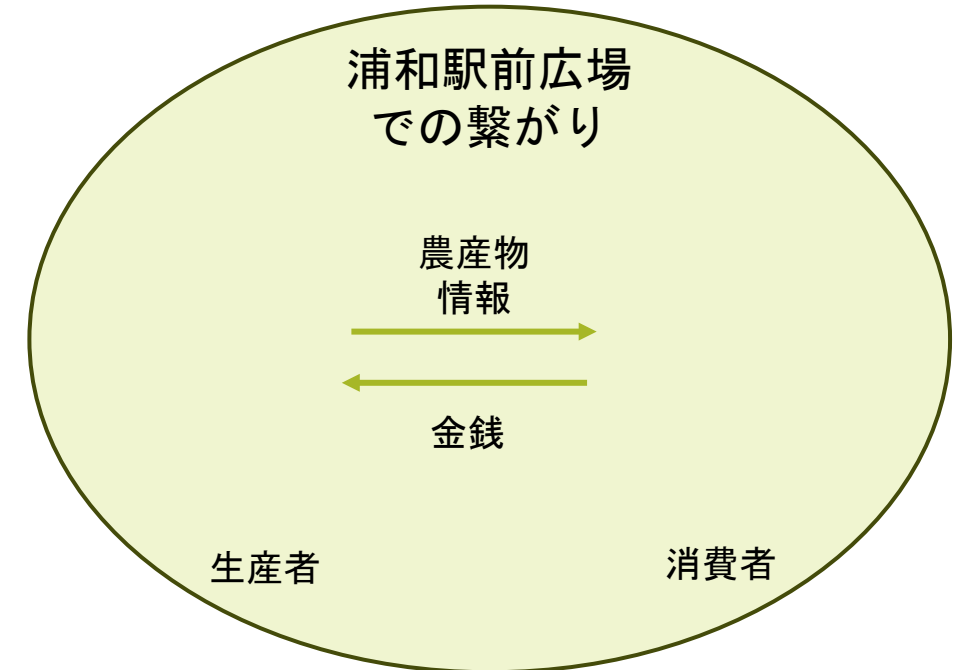 浦和駅前広場
での繋がり
農産物
情報
金銭
生産者
消費者